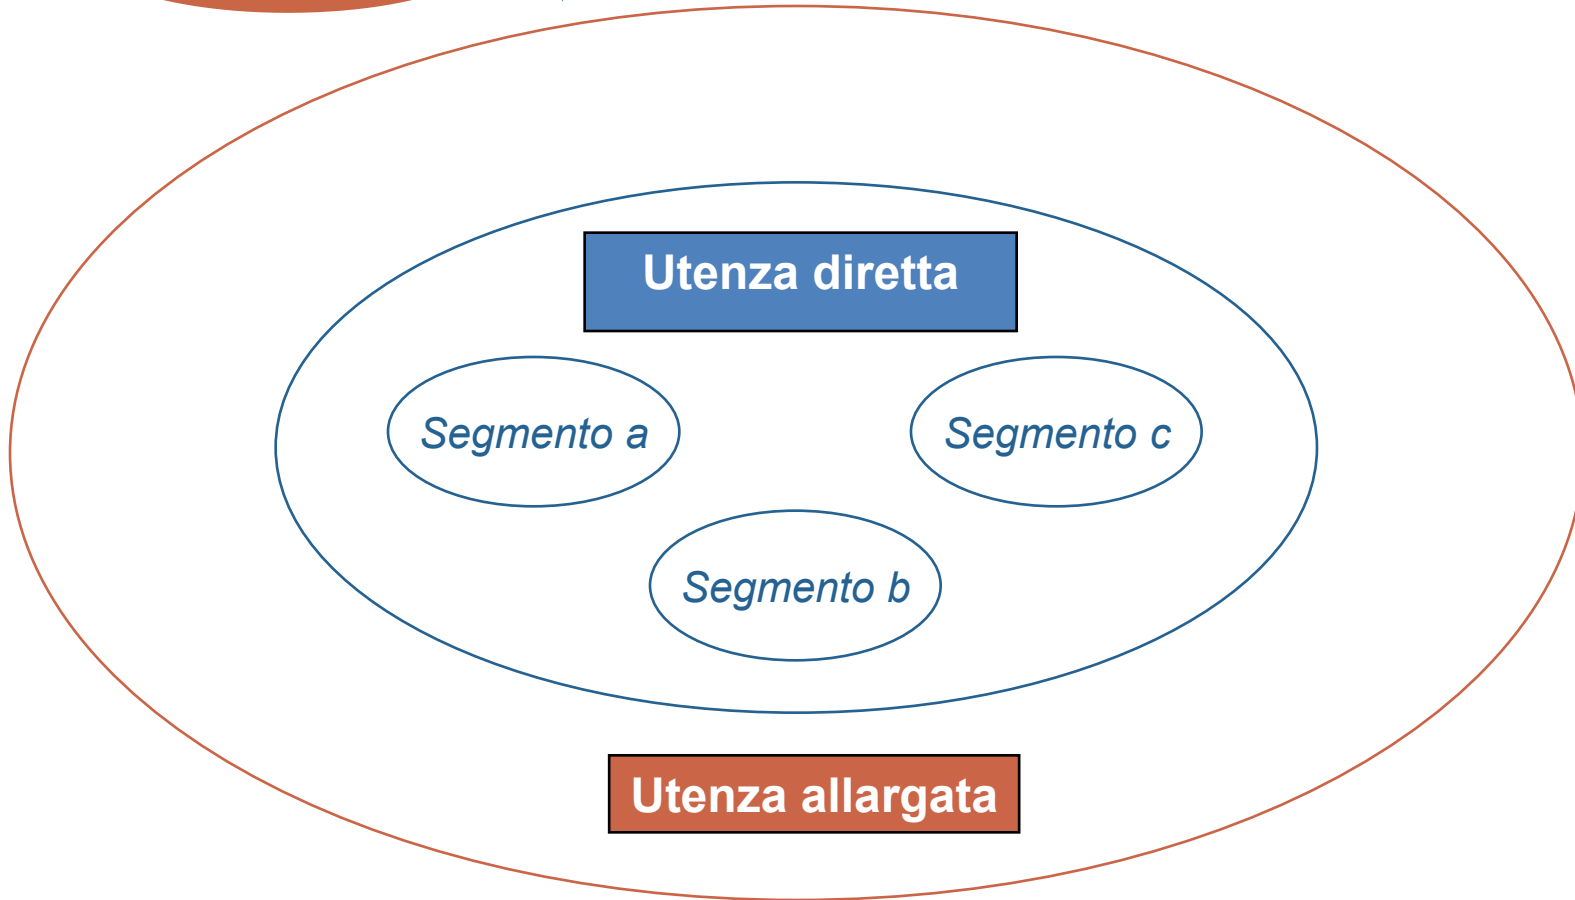 Utenza diretta
Segmento a
Segmento c
Segmento b
Utenza allargata